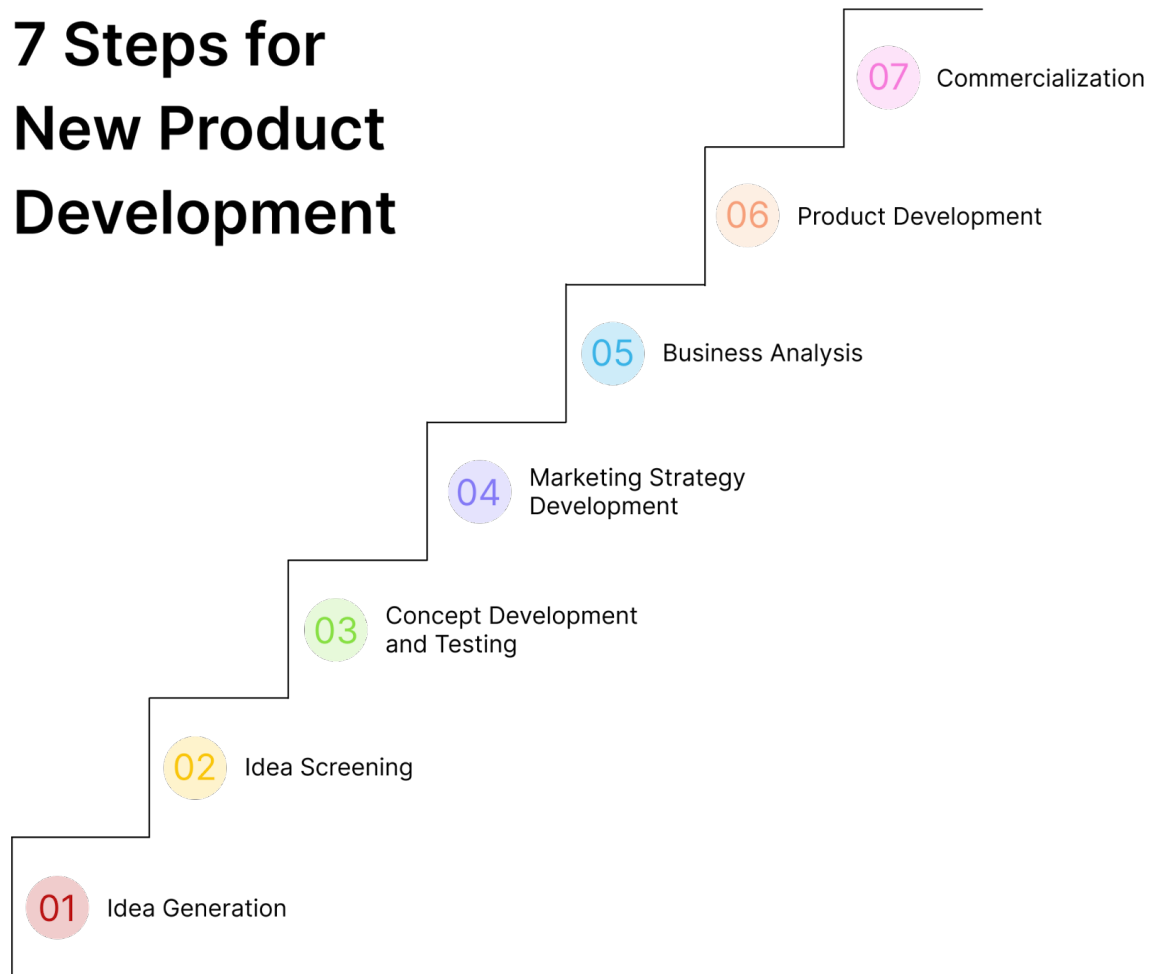 7 Steps for
New Product
Development
07
Commercialization
06
Product Development
05
Business Analysis
04
Marketing Strategy
Development
03
Concept Development
and Testing
02
Idea Screening
01
Idea Generation